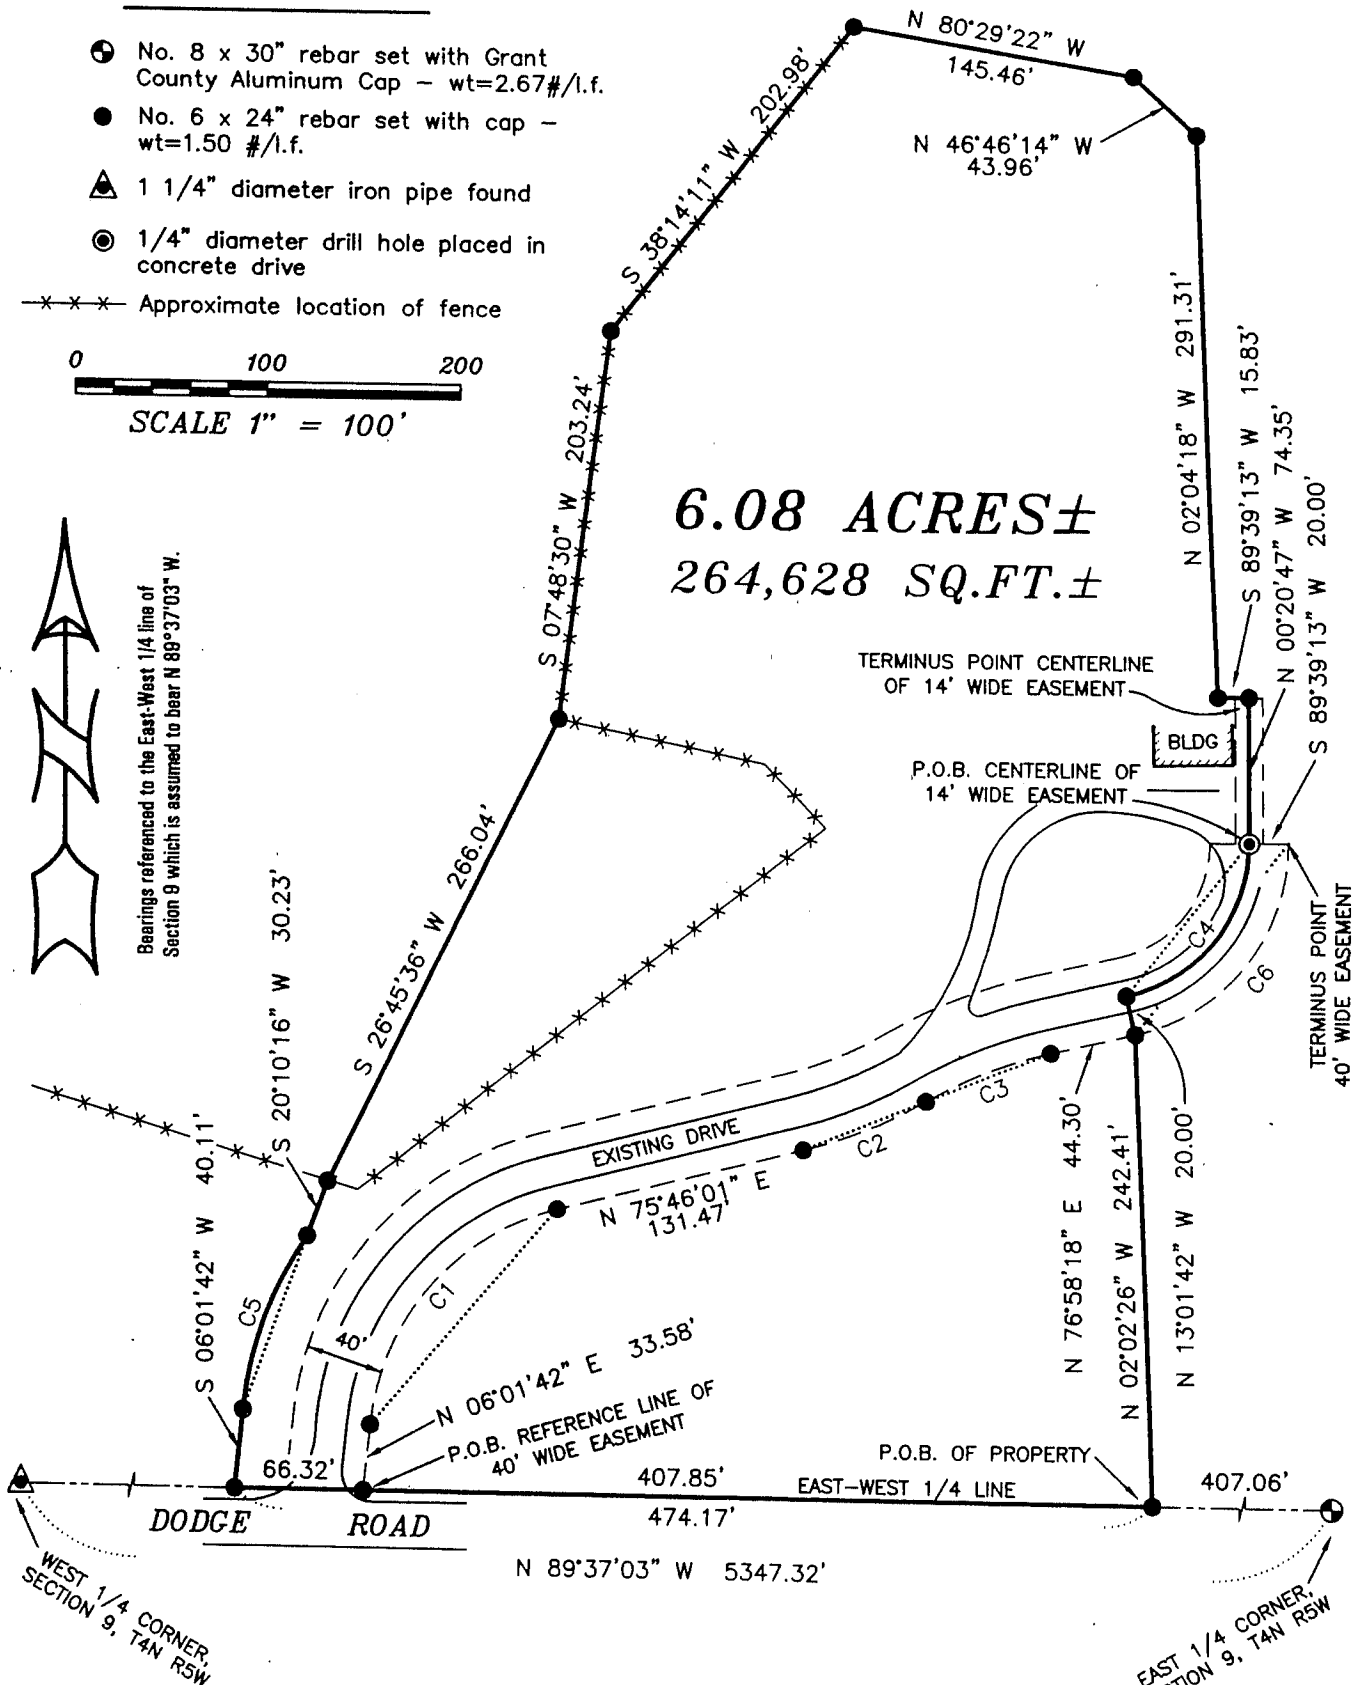 No. 8 x 30" rebar set with Grant
County Aluminum Cap – wt=2.67#/l.f.
No. 6 x 24" rebar set with cap –
wt=1.50 #/l.f.
1 1/4" diameter iron pipe found
1/4" diameter drill hole placed in
concrete drive
Approximate location of fence
0 100 200
SCALE 1" = 100'
Bearings referenced to the East-West 1/4 line of
Section 9 which is assumed to bear N 89°37'03" W.
N 80°29'22" W
145.46'
N 46°46'14" W
43.96'
S 38°14'11" W 202.98'
S 07°48'30" W 203.24'
N 02°04'18" W 291.31'
S 89°39'13" W 15.83'
N 00°20'47" W 74.35'
S 89°39'13" W 20.00'
6.08 ACRES±
264,628 SQ.FT.±
TERMINUS POINT CENTERLINE
OF 14' WIDE EASEMENT
BLDG
P.O.B. CENTERLINE OF
14' WIDE EASEMENT
S 26°45'36" W 266.04'
S 20°10'16" W 30.23'
S 06°01'42" W 40.11'
C4
C6
TERMINUS POINT
40' WIDE EASEMENT
C3
C2
EXISTING DRIVE
N 75°46'01" E
131.47'
C1
C5
40'
N 76°58'18" E 44.30'
N 02°02'26" W 242.41'
N 13°01'42" W 20.00'
N 06°01'42" E 33.58'
P.O.B. REFERENCE LINE OF
40' WIDE EASEMENT
P.O.B. OF PROPERTY
66.32'
407.85'
EAST–WEST 1/4 LINE
407.06'
474.17'
DODGE ROAD
N 89°37'03" W 5347.32'
WEST 1/4 CORNER,
SECTION 9, T4N R5W
EAST 1/4 CORNER,
CTION 9, T4N R5W